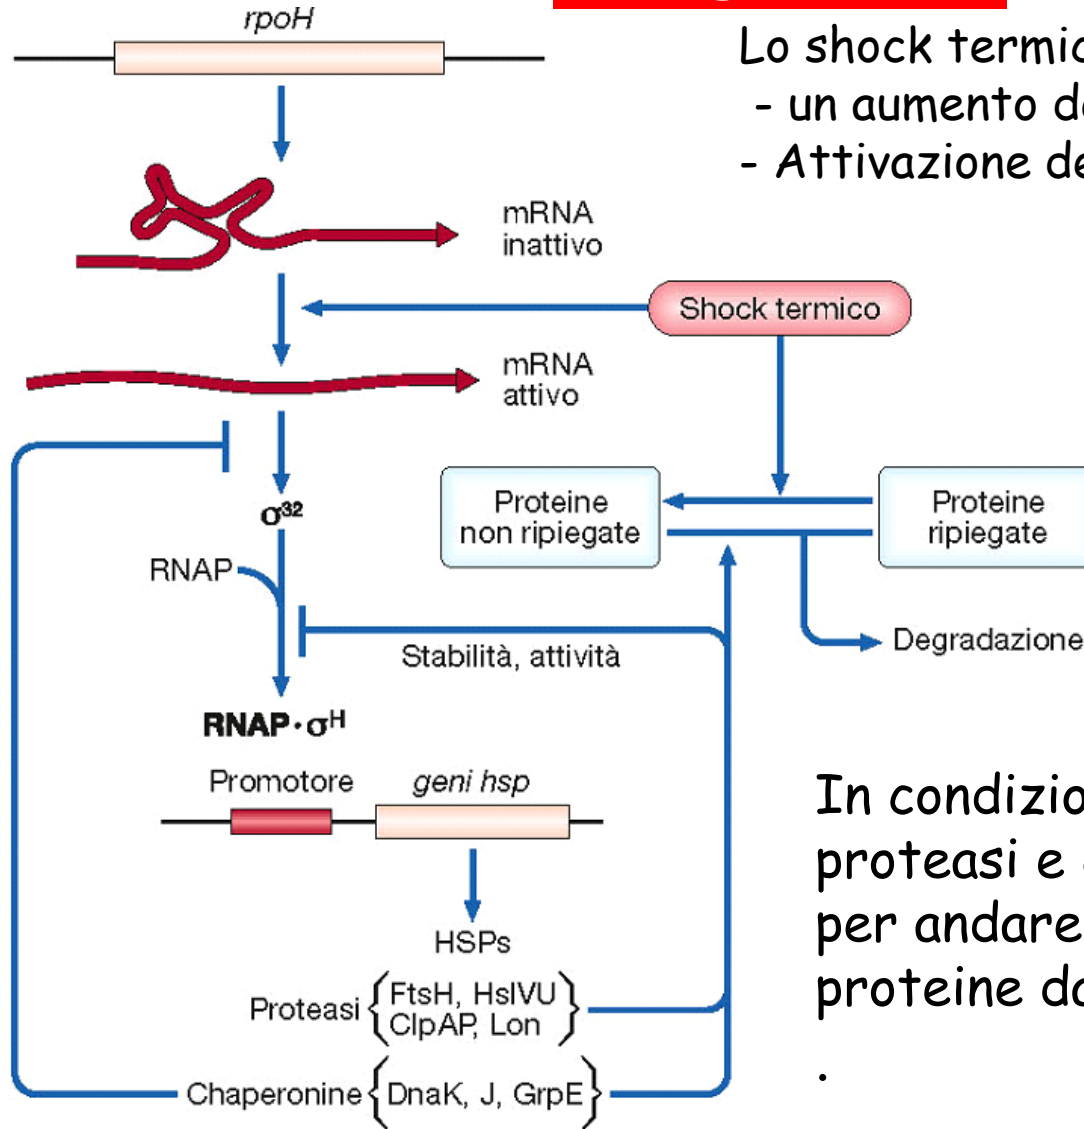 rpoH
Lo shock termic
- un aumento d
- Attivazione de
mRNA
inattivo
Shock termico
mRNA
attivo
Proteine
non ripiegate
Proteine
ripiegate
σ³²
RNAP
Stabilità, attività
Degradazione
RNAP·σᴴ
Promotore
geni hsp
In condizio
proteasi e
per andare
proteine da
.
HSPs
Proteasi {FtsH, HslVU}
ClpAP, Lon
Chaperonine {DnaK, J, GrpE}